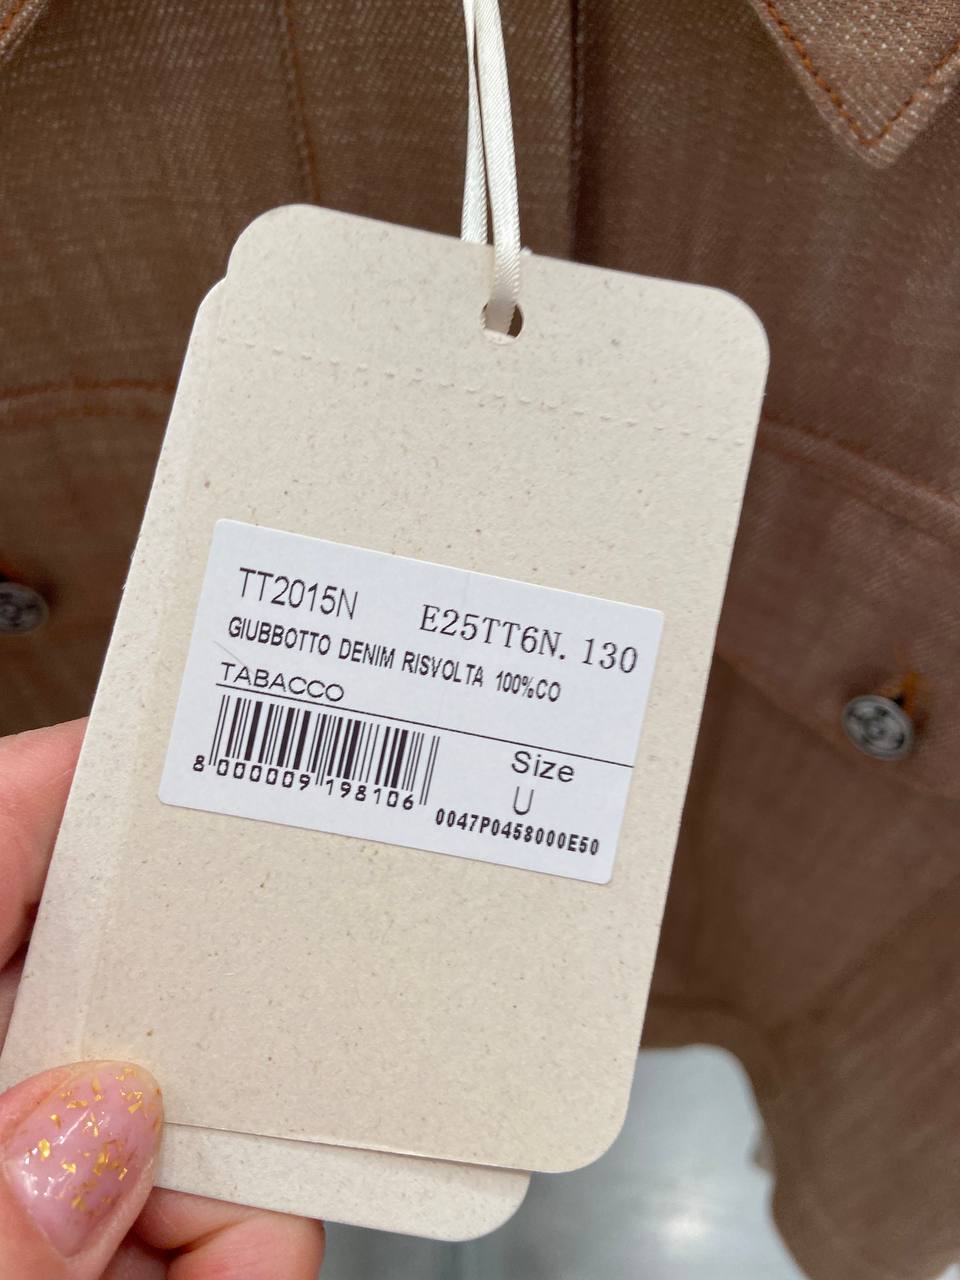 TT2015N E25TT6N. 130
GIUBBOTTO DENIM RISVOLTA 100%CO
TABACCO
Size
U
8 000009 198106
0047P0458000E50